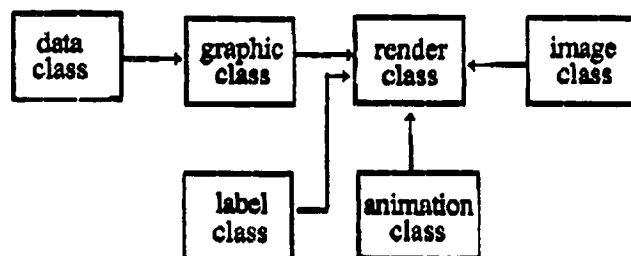 data
class
graphic
class
render
class
image
class
label
class
animation
class